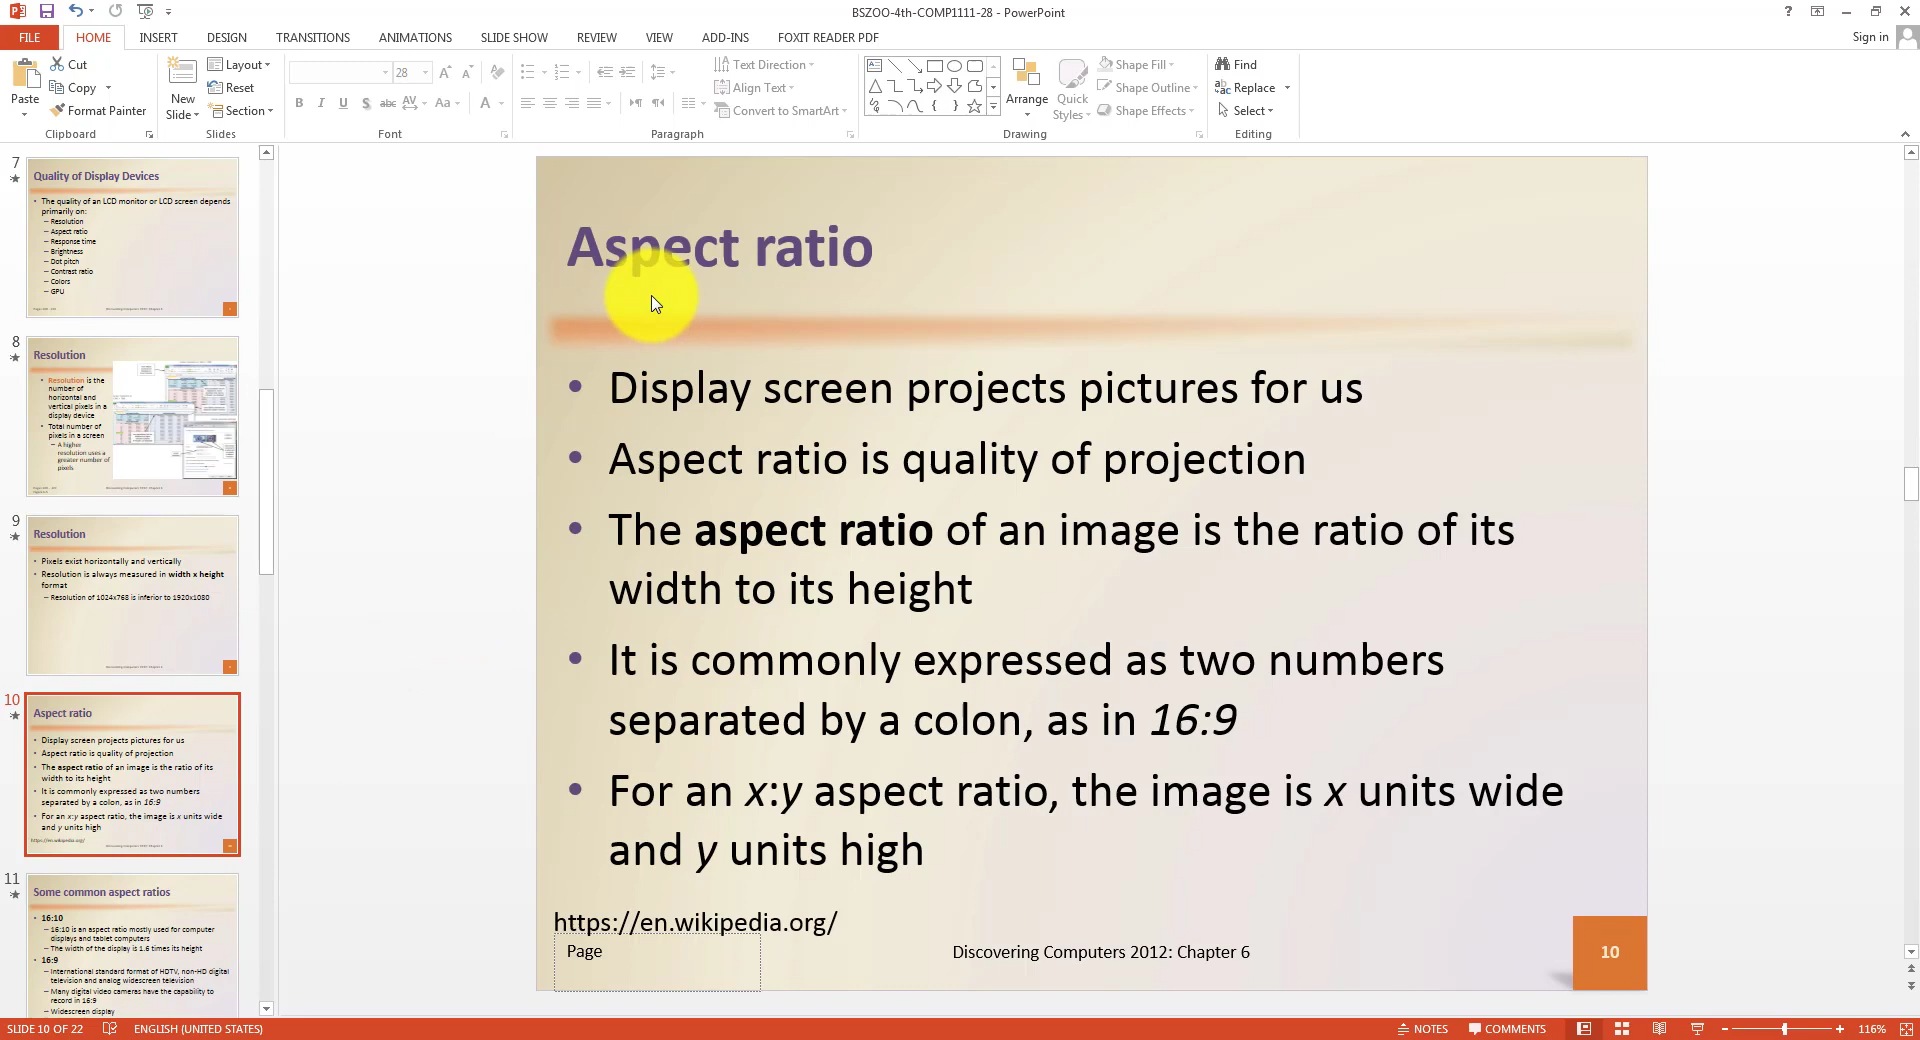 BSZOO-4th-COMP1111-28 - PowerPoint
Sign in
FILE HOME INSERT DESIGN TRANSITIONS ANIMATIONS SLIDE SHOW REVIEW VIEW ADD-INS FOXIT READER PDF
Paste
Cut
Copy
Format Painter
Clipboard
New Slide
Layout
Reset
Section
Slides
28
Font
Text Direction
Align Text
Convert to SmartArt
Paragraph
Arrange
Quick Styles
Shape Fill
Shape Outline
Shape Effects
Drawing
Find
Replace
Select
Editing
7
Quality of Display Devices
• The quality of an LCD monitor or LCD screen depends
primarily on:
– Resolution
– Aspect ratio
– Response time
– Brightness
– Dot pitch
– Contrast ratio
– Colors
– GPU
8
Resolution
• Resolution is the
number of
horizontal and
vertical pixels in a
display device
• Total number of
pixels in a screen
– A higher
resolution uses a
greater number of
pixels
9
Resolution
• Pixels exist horizontally and vertically
• Resolution is always measured in width x height
format
– Resolution of 1024x768 is inferior to 1920x1080
10
Aspect ratio
• Display screen projects pictures for us
• Aspect ratio is quality of projection
• The aspect ratio of an image is the ratio of its
width to its height
• It is commonly expressed as two numbers
separated by a colon, as in 16:9
• For an x:y aspect ratio, the image is x units wide
and y units high
https://en.wikipedia.org/
11
Some common aspect ratios
• 16:10
– 16:10 is an aspect ratio mostly used for computer
displays and tablet computers
– The width of the display is 1.6 times its height
• 16:9
– International standard format of HDTV, non-HD digital
television and analog widescreen television
– Many digital video cameras have the capability to
record in 16:9
– Widescreen display
Aspect ratio
• Display screen projects pictures for us
• Aspect ratio is quality of projection
• The aspect ratio of an image is the ratio of its
width to its height
• It is commonly expressed as two numbers
separated by a colon, as in 16:9
• For an x:y aspect ratio, the image is x units wide
and y units high
https://en.wikipedia.org/
Page
Discovering Computers 2012: Chapter 6
10
SLIDE 10 OF 22 ENGLISH (UNITED STATES) NOTES COMMENTS 116%